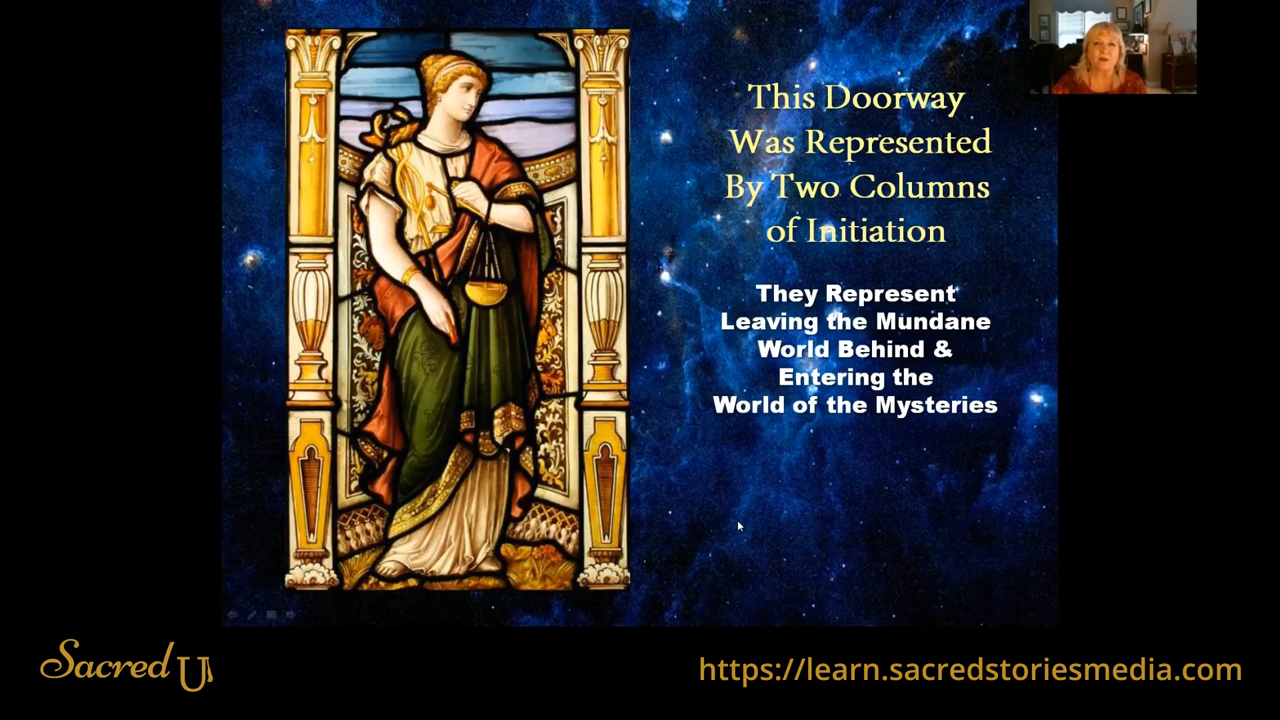 This Doorway
Was Represented
By Two Columns
of Initiation
They Represent
Leaving the Mundane
World Behind &
Entering the
World of the Mysteries
Sacred U
https://learn.sacredstoriesmedia.com